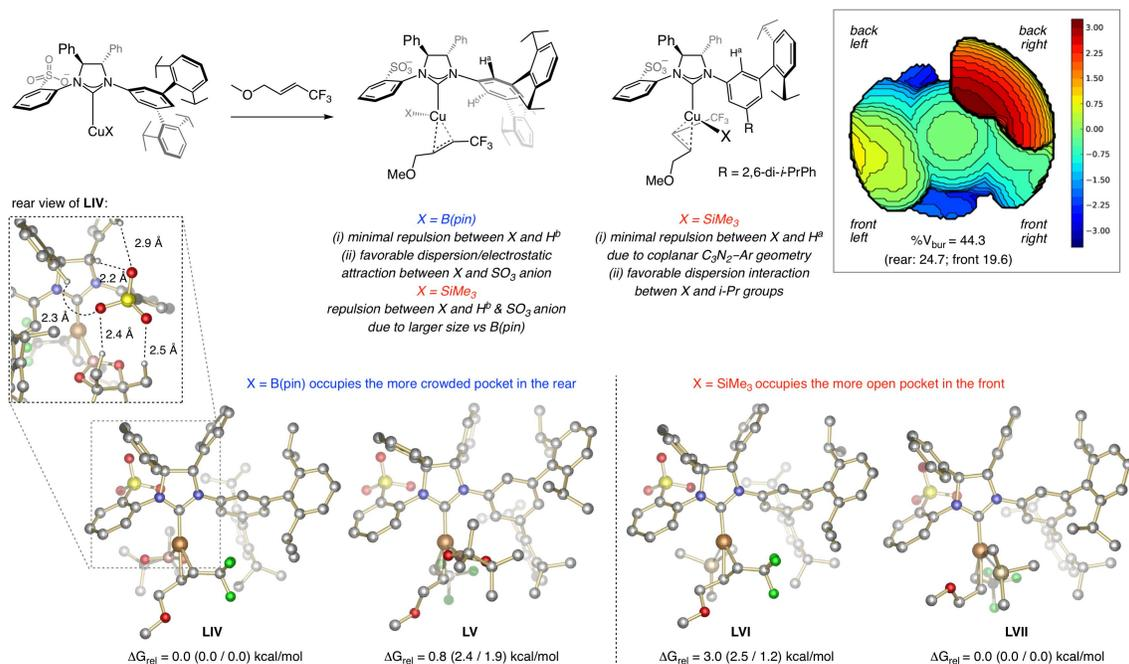 Ph
Ph
O
S
O
O−
N
N
CuX
O
CF3
Ph
Ph
SO3−
N
N
Ha
Hb
X
Cu
CF3
MeO
Ph
Ph
SO3−
N
N
Ha
Cu
CF3
X
R
MeO
R = 2,6-di-i-PrPh
back left
back right
front left
front right
%Vbur = 44.3
(rear: 24.7; front 19.6)
3.00
2.25
1.50
0.75
0.00
−0.75
−1.50
−2.25
−3.00
X = B(pin)
(i) minimal repulsion between X and Hb
(ii) favorable dispersion/electrostatic
attraction between X and SO3 anion
X = SiMe3
repulsion between X and Hb & SO3 anion
due to larger size vs B(pin)
X = SiMe3
(i) minimal repulsion between X and Ha
due to coplanar C3N2–Ar geometry
(ii) favorable dispersion interaction
betwen X and i-Pr groups
rear view of LIV:
2.9 Å
2.2 Å
2.3 Å
2.4 Å
2.5 Å
X = B(pin) occupies the more crowded pocket in the rear
X = SiMe3 occupies the more open pocket in the front
LIV
ΔGrel = 0.0 (0.0 / 0.0) kcal/mol
LV
ΔGrel = 0.8 (2.4 / 1.9) kcal/mol
LVI
ΔGrel = 3.0 (2.5 / 1.2) kcal/mol
LVII
ΔGrel = 0.0 (0.0 / 0.0) kcal/mol